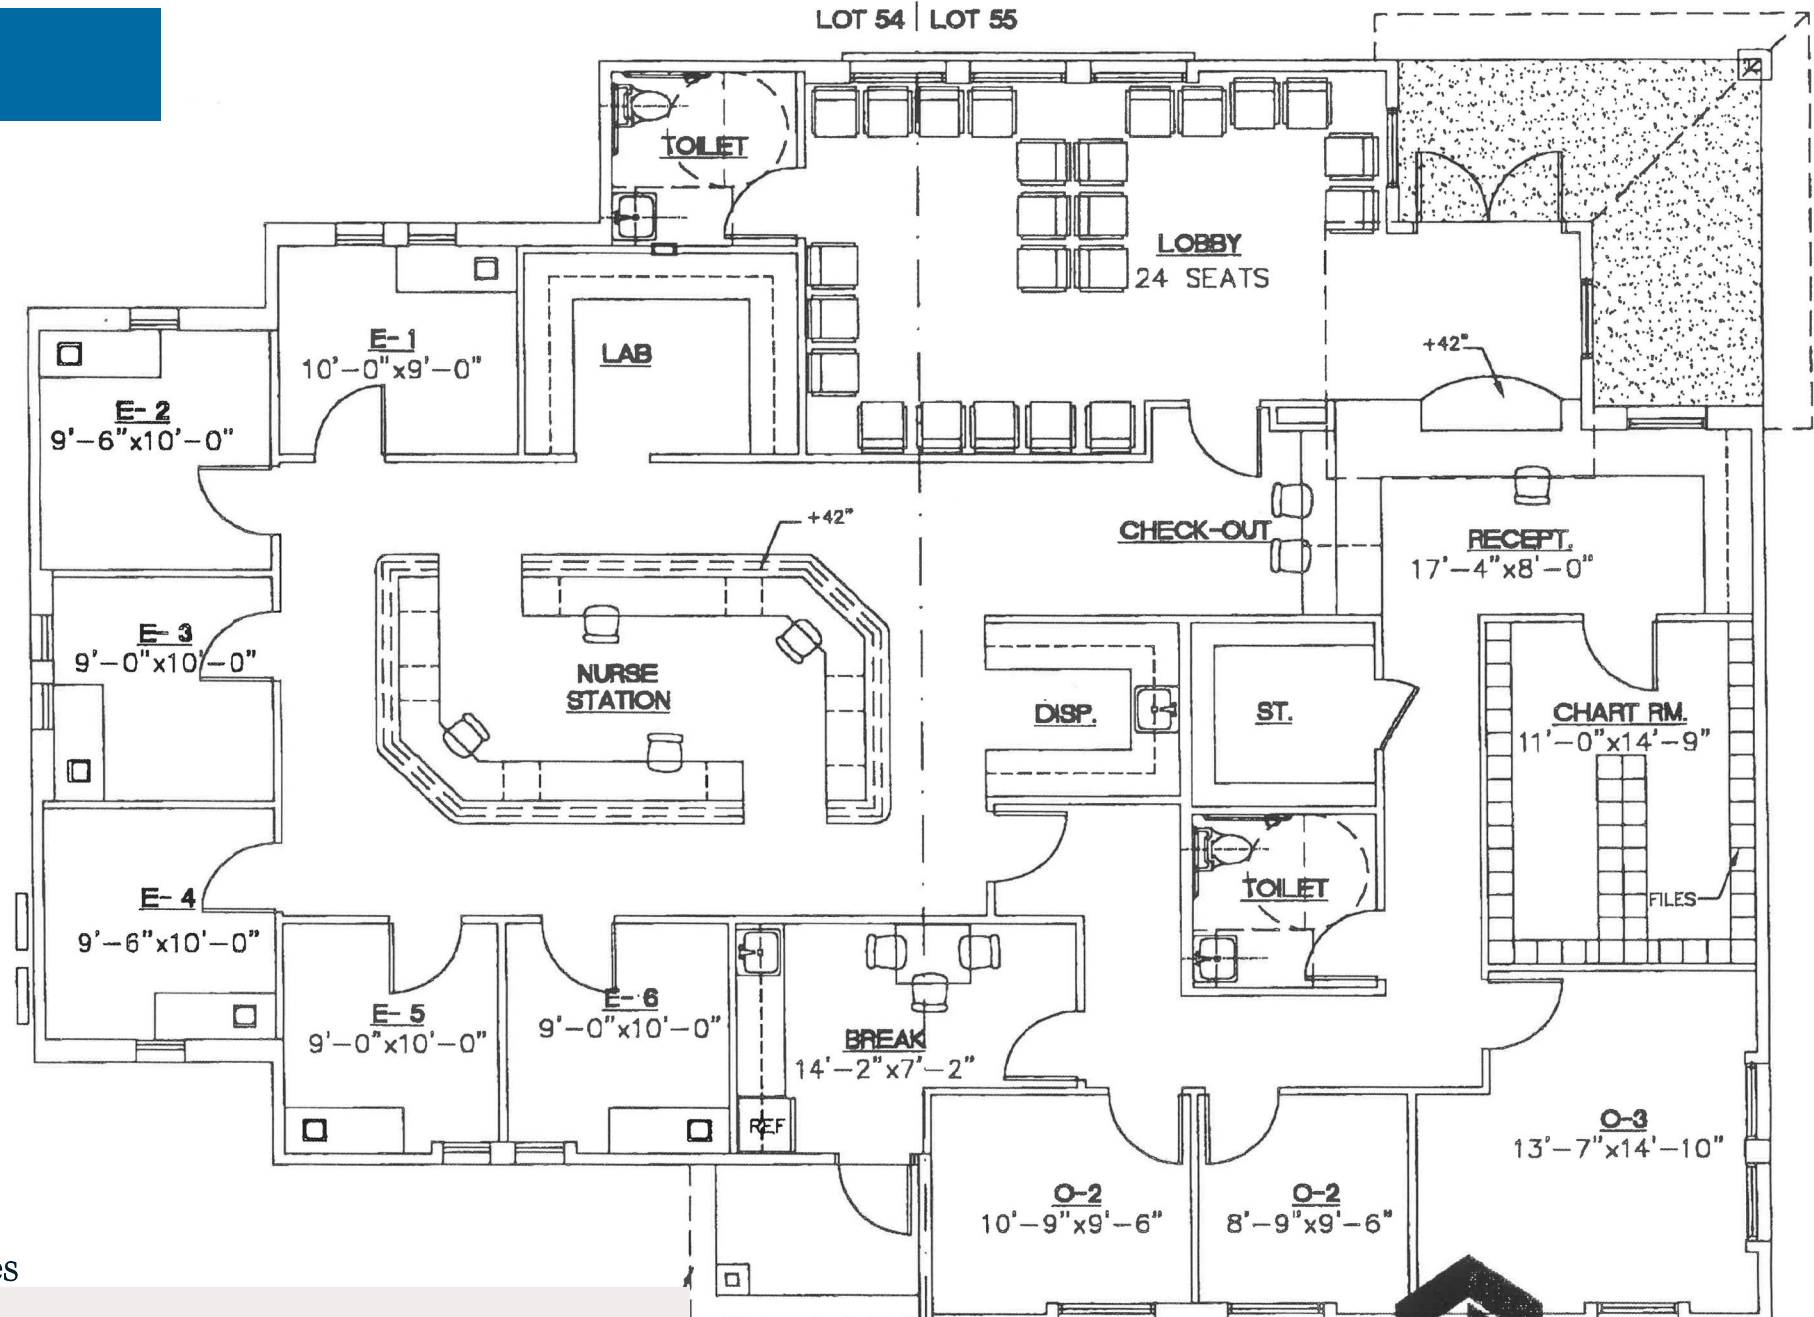 LOT 54 LOT 55
TOILET
LOBBY
24 SEATS
E-1
10'-0"x9'-0"
LAB
+42"
E-2
9'-6"x10'-0"
+42"
CHECK-OUT
RECEPT.
17'-4"x8'-0"
E-3
9'-0"x10'-0"
NURSE
STATION
DISP.
ST.
CHART RM.
11'-0"x14'-9"
TOILET
FILES
E-4
9'-6"x10'-0"
E-5
9'-0"x10'-0"
E-6
9'-0"x10'-0"
BREAK
14'-2"x7'-2"
REF
O-3
13'-7"x14'-10"
O-2
10'-9"x9'-6"
O-2
8'-9"x9'-6"